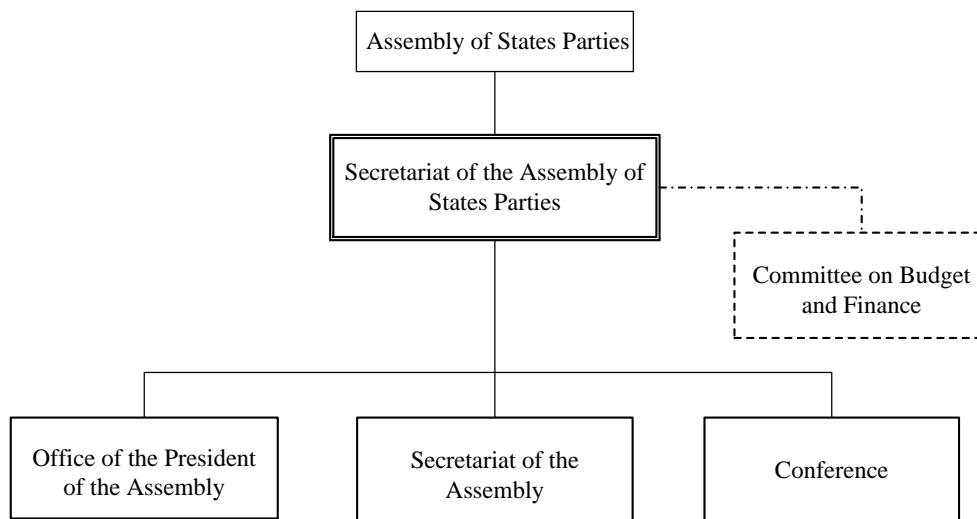 Assembly of States Parties
Secretariat of the Assembly of
States Parties
Committee on Budget
and Finance
Office of the President
of the Assembly
Secretariat of the
Assembly
Conference